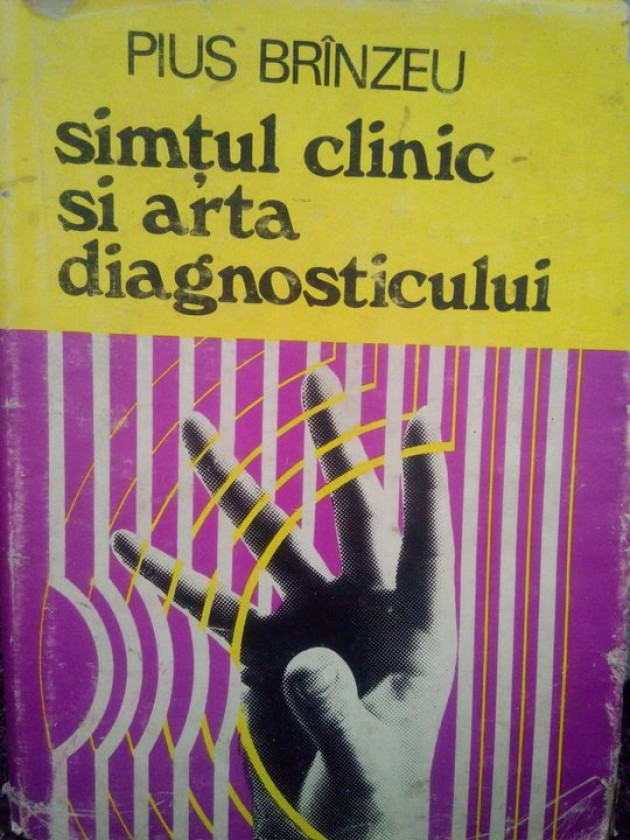 PIUS BRÎNZEU
simțul clinic
si arta
diagnosticului